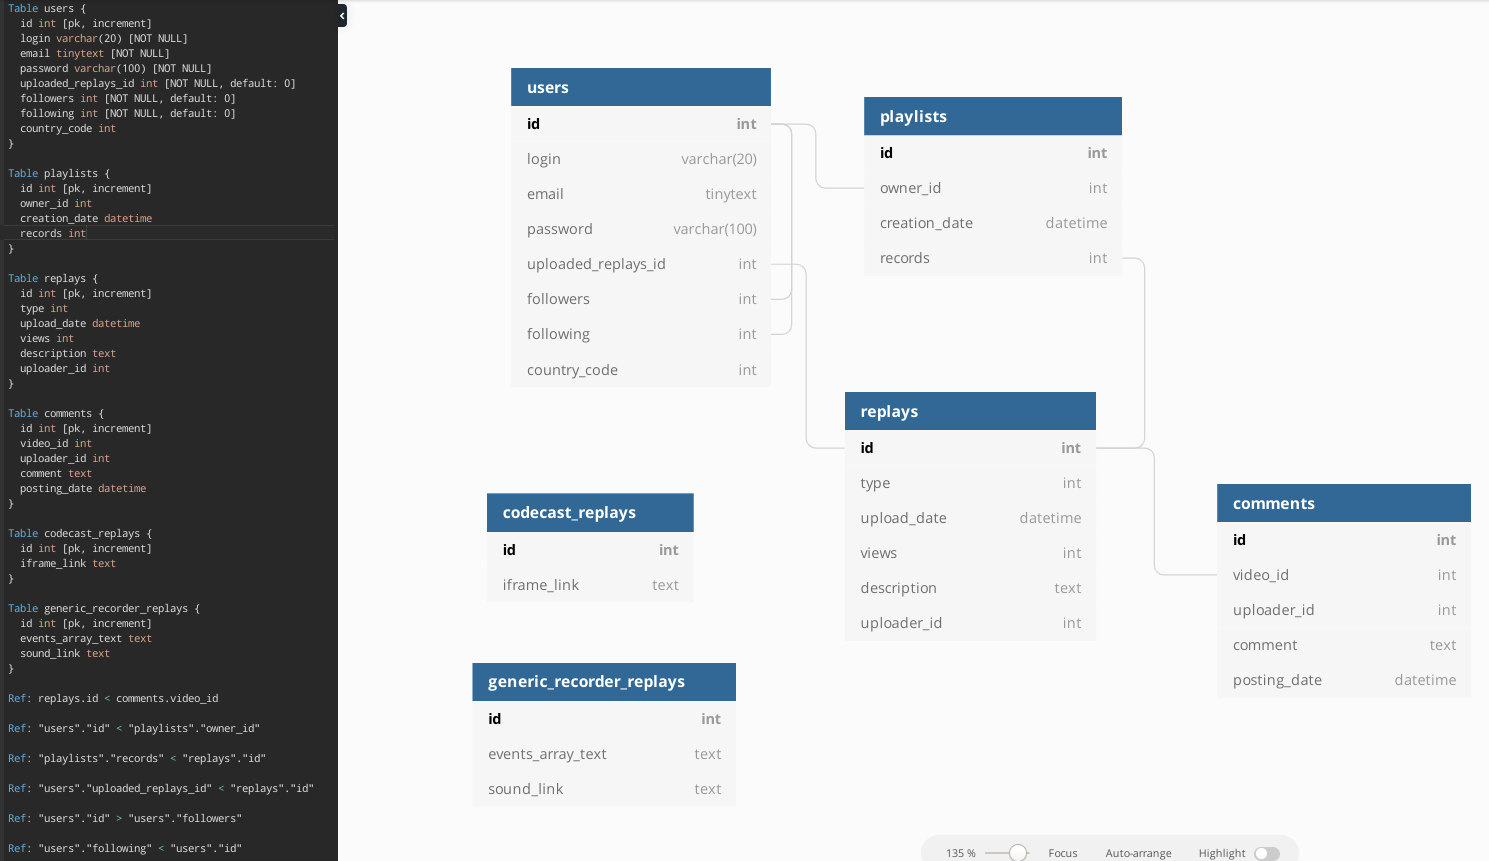 Table users {
id int [pk, increment]
login varchar(20) [NOT NULL]
email tinytext [NOT NULL]
password varchar(100) [NOT NULL]
uploaded_replays_id int [NOT NULL, default: 0]
followers int [NOT NULL, default: 0]
following int [NOT NULL, default: 0]
country_code int
}
Table playlists {
id int [pk, increment]
owner_id int
creation_date datetime
records int
}
Table replays {
id int [pk, increment]
type int
upload_date datetime
views int
description text
uploader_id int
}
Table comments {
id int [pk, increment]
video_id int
uploader_id int
comment text
posting_date datetime
}
Table codecast_replays {
id int [pk, increment]
iframe_link text
}
Table generic_recorder_replays {
id int [pk, increment]
events_array_text text
sound_link text
}
Ref: replays.id < comments.video_id
Ref: "users"."id" < "playlists"."owner_id"
Ref: "playlists"."records" < "replays"."id"
Ref: "users"."uploaded_replays_id" < "replays"."id"
Ref: "users"."id" > "users"."followers"
Ref: "users"."following" < "users"."id"
users
id int
login varchar(20)
email tinytext
password varchar(100)
uploaded_replays_id int
followers int
following int
country_code int
playlists
id int
owner_id int
creation_date datetime
records int
replays
id int
type int
upload_date datetime
views int
description text
uploader_id int
codecast_replays
id int
iframe_link text
comments
id int
video_id int
uploader_id int
comment text
posting_date datetime
generic_recorder_replays
id int
events_array_text text
sound_link text
135 % Focus Auto-arrange Highlight